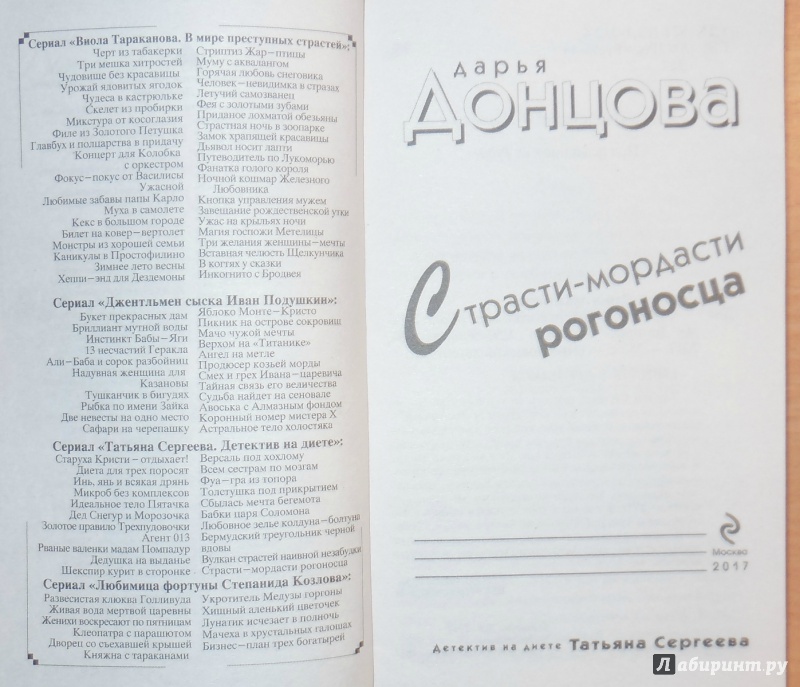 Сериал «Виола Тараканова. В мире преступных страстей»:
Черт из табакерки
Три мешка хитростей
Чудовище без красавицы
Урожай ядовитых ягодок
Чудеса в кастрюльке
Скелет из пробирки
Микстура от косоглазия
Филе из Золотого Петушка
Главбух и полцарства в придачу
Концерт для Колобка
с оркестром
Фокус–покус от Василисы
Ужасной
Любимые забавы папы Карло
Муха в самолете
Кекс в большом городе
Билет на ковер–вертолет
Монстры из хорошей семьи
Каникулы в Простофилино
Зимнее лето весны
Хеппи–энд для Дездемоны
Стриптиз Жар–птицы
Муму с аквалангом
Горячая любовь снеговика
Человек–невидимка в стразах
Летучий самозванец
Фея с золотыми зубами
Приданое лохматой обезьяны
Страстная ночь в зоопарке
Замок храпящей красавицы
Дьявол носит лапти
Путеводитель по Лукоморью
Фанатка голого короля
Ночной кошмар Железного
Любовника
Кнопка управления мужем
Завещание рождественской утки
Ужас на крыльях ночи
Магия госпожи Метелицы
Три желания женщины–мечты
Вставная челюсть Щелкунчика
В когтях у сказки
Инкогнито с Бродвея
Сериал «Джентльмен сыска Иван Подушкин»:
Букет прекрасных дам
Бриллиант мутной воды
Инстинкт Бабы–Яги
13 несчастий Геракла
Али–Баба и сорок разбойниц
Надувная женщина для
Казановы
Тушканчик в бигудях
Рыбка по имени Зайка
Две невесты на одно место
Сафари на черепашку
Яблоко Монте–Кристо
Пикник на острове сокровищ
Мачо чужой мечты
Верхом на «Титанике»
Ангел на метле
Продюсер козьей морды
Смех и грех Ивана–царевича
Тайная связь его величества
Судьба найдет на сеновале
Авоська с Алмазным фондом
Коронный номер мистера Х
Астральное тело холостяка
Сериал «Татьяна Сергеева. Детектив на диете»:
Старуха Кристи – отдыхает!
Диета для трех поросят
Инь, янь и всякая дрянь
Микроб без комплексов
Идеальное тело Пятачка
Дед Снегур и Морозочка
Золотое правило Трехпудовочки
Агент 013
Рваные валенки мадам Помпадур
Дедушка на выданье
Шекспир курит в сторонке
Версаль под хохлому
Всем сестрам по мозгам
Фуа–гра из топора
Толстушка под прикрытием
Сбылась мечта бегемота
Бабки царя Соломона
Любовное зелье колдуна–болтуна
Бермудский треугольник черной
вдовы
Вулкан страстей наивной незабудки
Страсти–мордасти рогоносца
Сериал «Любимица фортуны Степанида Козлова»:
Развесистая клюква Голливуда
Живая вода мертвой царевны
Женихи воскресают по пятницам
Клеопатра с парашютом
Дворец со съехавшей крышей
Княжна с тараканами
Укротитель Медузы горгоны
Хищный аленький цветочек
Лунатик исчезает в полночь
Мачеха в хрустальных галошах
Бизнес–план трех богатырей
дарья
Донцова
Страсти-мордасти
рогоносца
Москва
2017
Детектив на диете Татьяна Сергеева
Лабиринт.ру